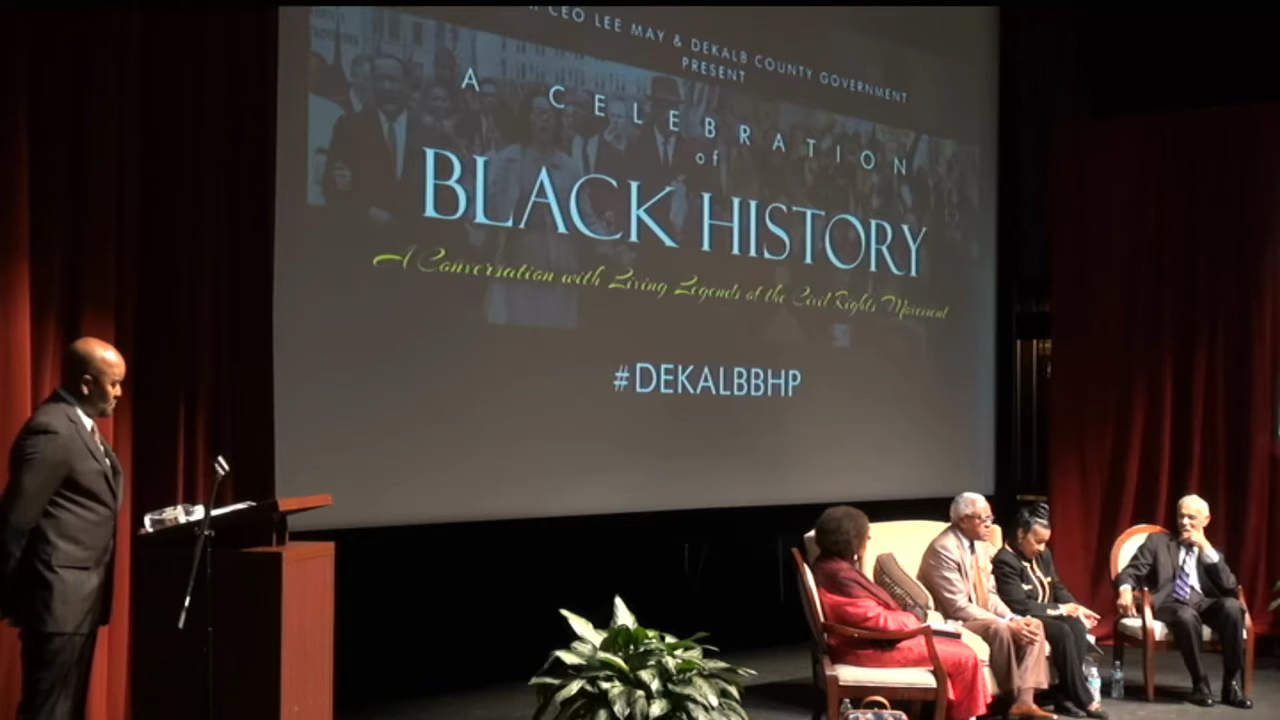 CEO LEE MAY & DEKALB COUNTY GOVERNMENT
PRESENT
A CELEBRATION
of
BLACK HISTORY
A Conversation with Living Legends of the Civil Rights Movement
#DEKALBBHP